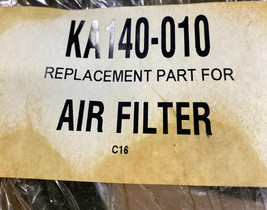 KA140-010
REPLACEMENT PART FOR
AIR FILTER
C16